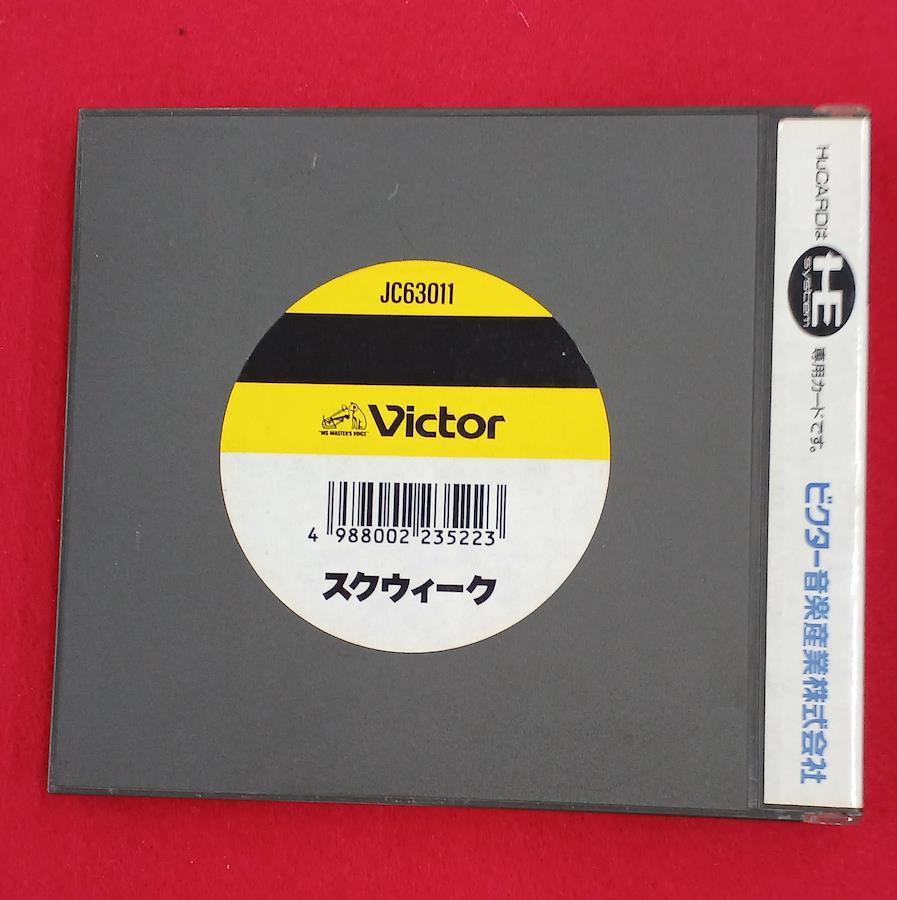 JC63011
"HIS MASTER'S VOICE"
Victor
4 988002 235223
スクウィーク
HuCARDは
HE
system
専用カードです。
ビクター音楽産業株式会社